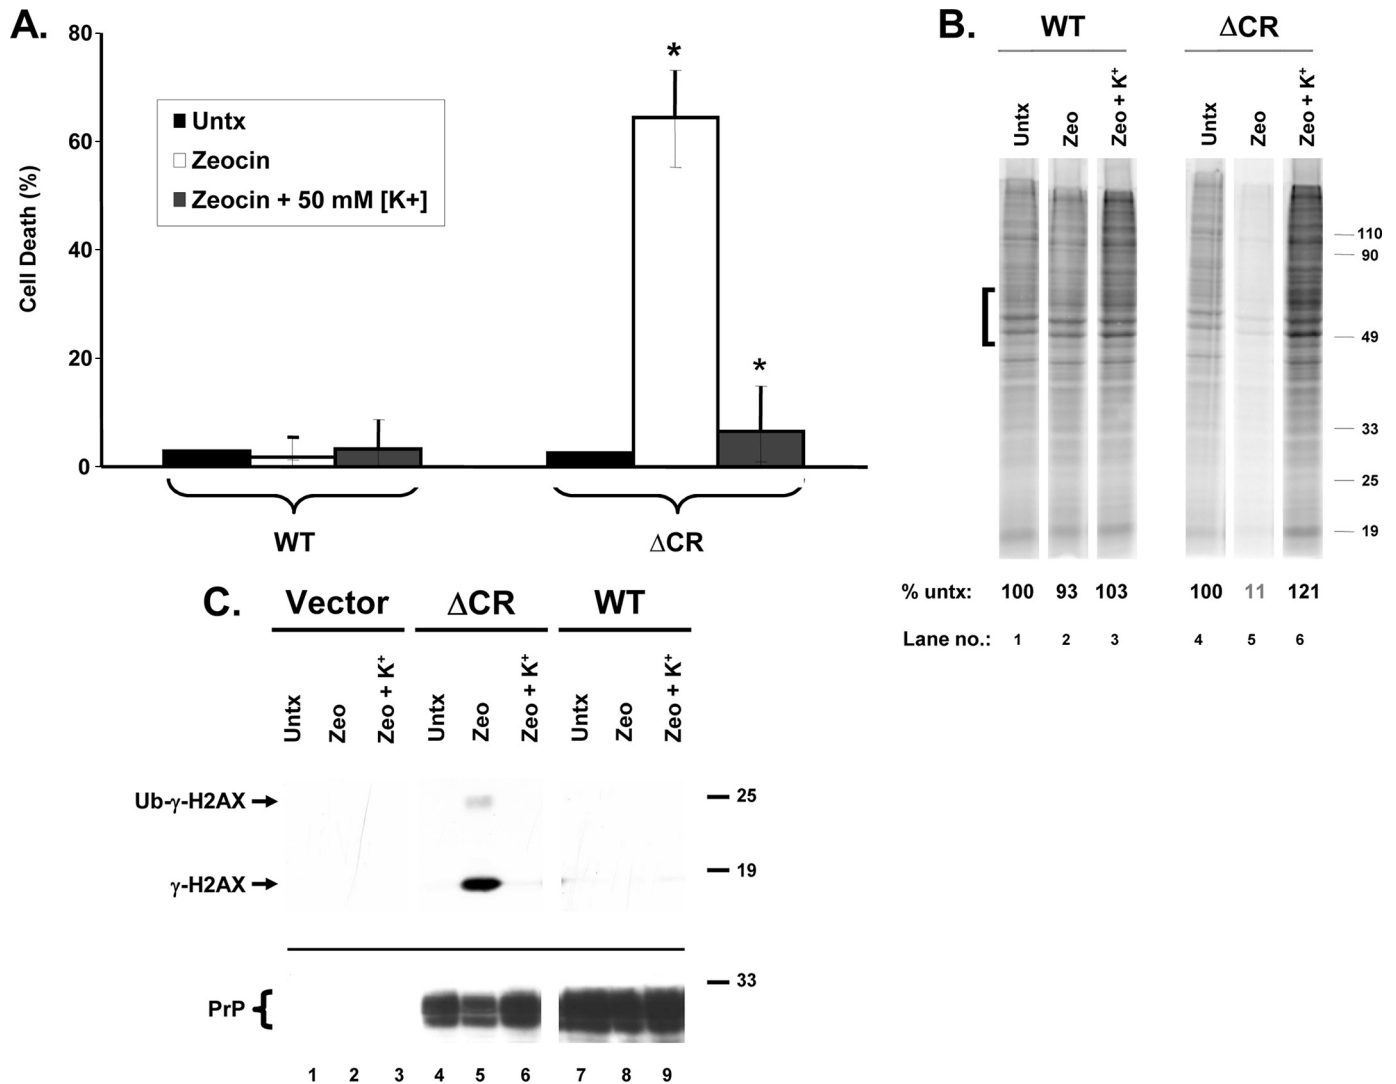 A.
80
60
40
20
0
Cell Death (%)
Untx
Zeocin
Zeocin + 50 mM [K+]
*
*
WT
ΔCR
B.
WT
ΔCR
Untx
Zeo
Zeo + K⁺
Untx
Zeo
Zeo + K⁺
110
90
49
33
25
19
% untx: 100 93 103 100 11 121
Lane no.: 1 2 3 4 5 6
C.
Vector
ΔCR
WT
Untx
Zeo
Zeo + K⁺
Untx
Zeo
Zeo + K⁺
Untx
Zeo
Zeo + K⁺
Ub-γ-H2AX
25
γ-H2AX
19
33
PrP
1 2 3 4 5 6 7 8 9